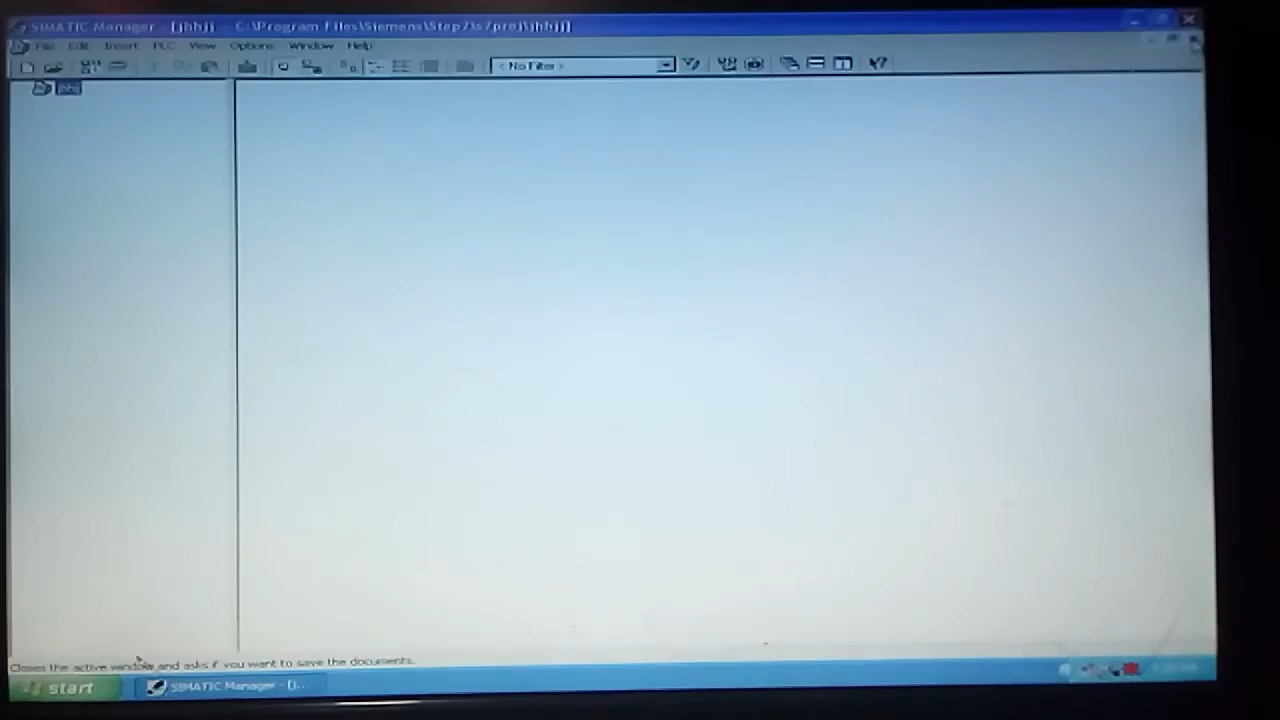 SIMATIC Manager - [jhhjj -- C:\Program Files\Siemens\Step7\s7proj\jhhjj]
File Edit Insert PLC View Options Window Help
< No Filter >
Closes the active window and asks if you want to save the documents.
start
SIMATIC Manager - [j...